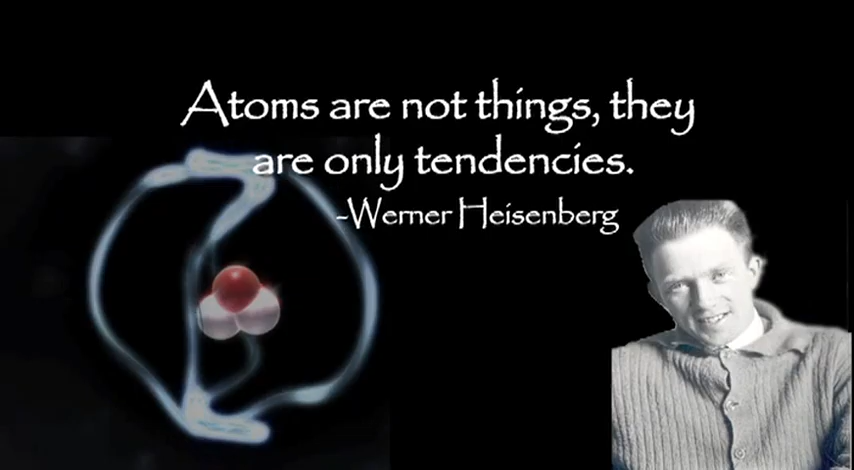 Atoms are not things, they
are only tendencies.
-Werner Heisenberg